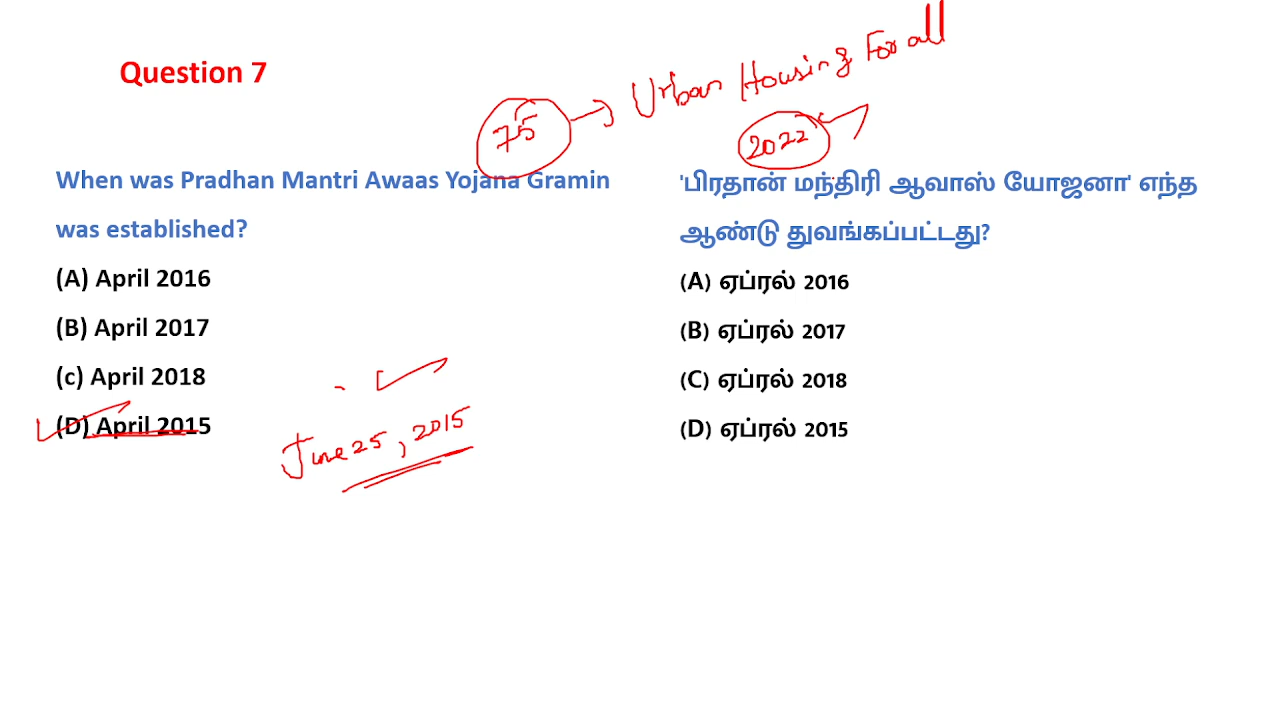 Question 7
75
Urban Housing For all
2022
When was Pradhan Mantri Awaas Yojana Gramin
was established?
(A) April 2016
(B) April 2017
(c) April 2018
(D) April 2015
June 25, 2015
'பிரதான் மந்திரி ஆவாஸ் யோஜனா' எந்த
ஆண்டு துவங்கப்பட்டது?
(A) ஏப்ரல் 2016
(B) ஏப்ரல் 2017
(C) ஏப்ரல் 2018
(D) ஏப்ரல் 2015